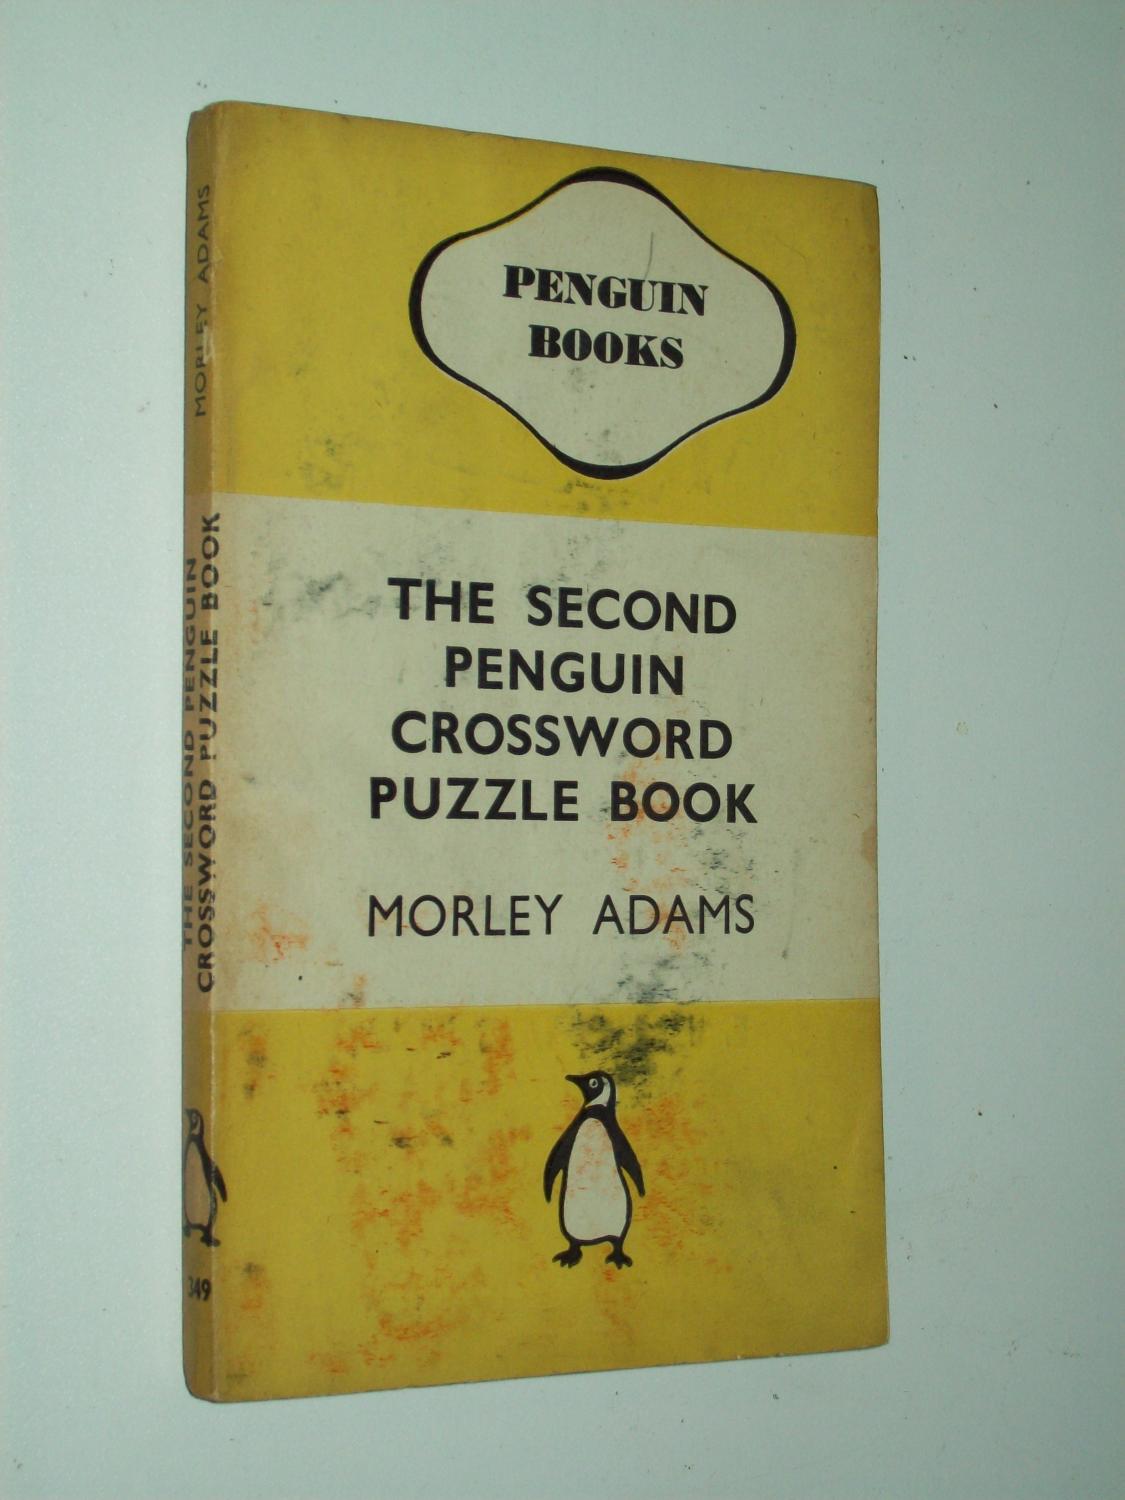 PENGUIN
BOOKS
THE SECOND
PENGUIN
CROSSWORD
PUZZLE BOOK
MORLEY ADAMS
MORLEY ADAMS
THE SECOND PENGUIN
CROSSWORD PUZZLE BOOK
349